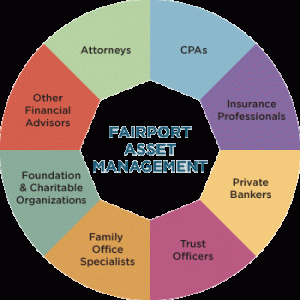 Attorneys
CPAs
Insurance
Professionals
Private
Bankers
Trust
Officers
Family
Office
Specialists
Foundation
& Charitable
Organizations
Other
Financial
Advisors
FAIRPORT
ASSET
MANAGEMENT